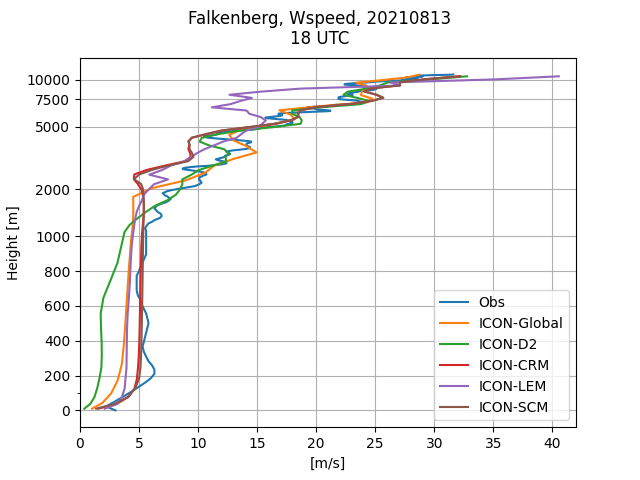 Falkenberg, Wspeed, 20210813
18 UTC
10000
7500
5000
2000
1000
800
600
400
200
0
Height [m]
Obs
ICON-Global
ICON-D2
ICON-CRM
ICON-LEM
ICON-SCM
0 5 10 15 20 25 30 35 40
[m/s]